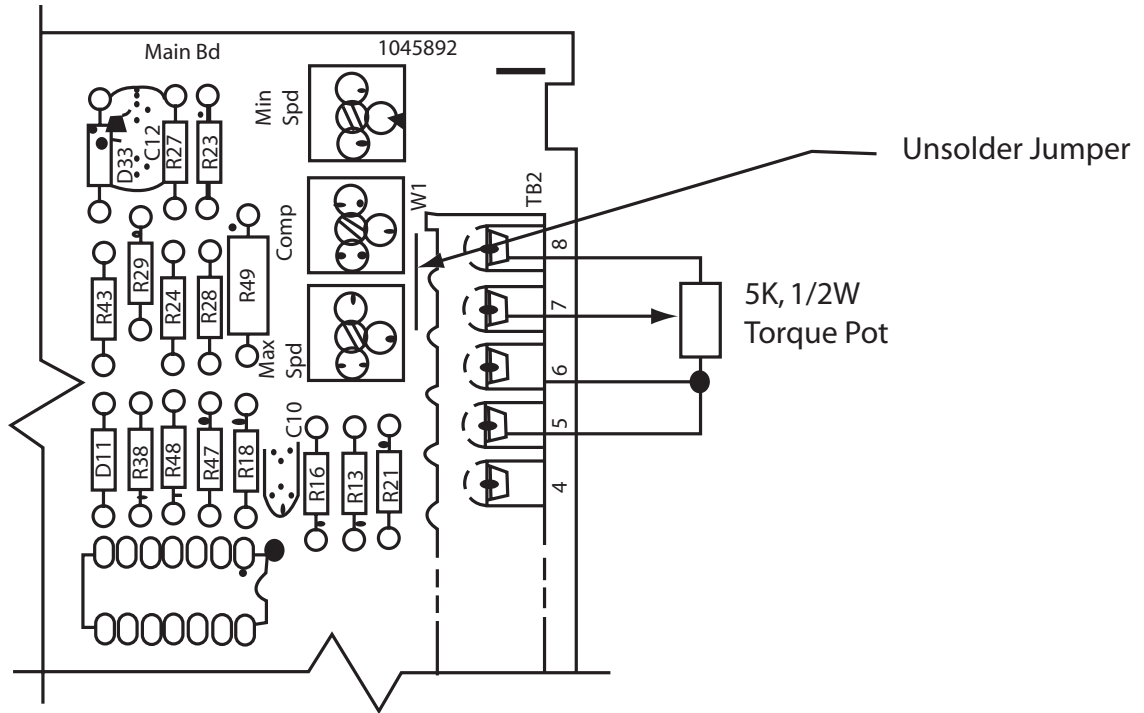 Main Bd
1045892
Min
Spd
D33
C12
R27
R23
Comp
W1
TB2
Unsolder Jumper
R43
R29
R24
R28
R49
Max
Spd
8
7
6
5
4
5K, 1/2W
Torque Pot
D11
R38
R48
R47
R18
C10
R16
R13
R21